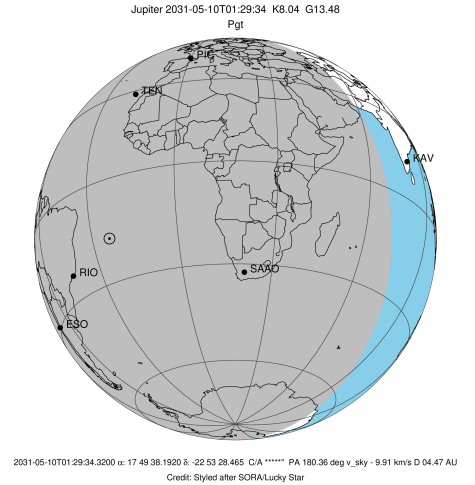 Jupiter 2031-05-10T01:29:34 K8.04 G13.48
Pgt
PIC
TEN
KAV
SAAO
RIO
ESO
2031-05-10T01:29:34.3200 α: 17 49 38.1920 δ: -22 53 28.465 C/A *****" PA 180.36 deg v_sky - 9.91 km/s D 04.47 AU
Credit: Styled after SORA/Lucky Star